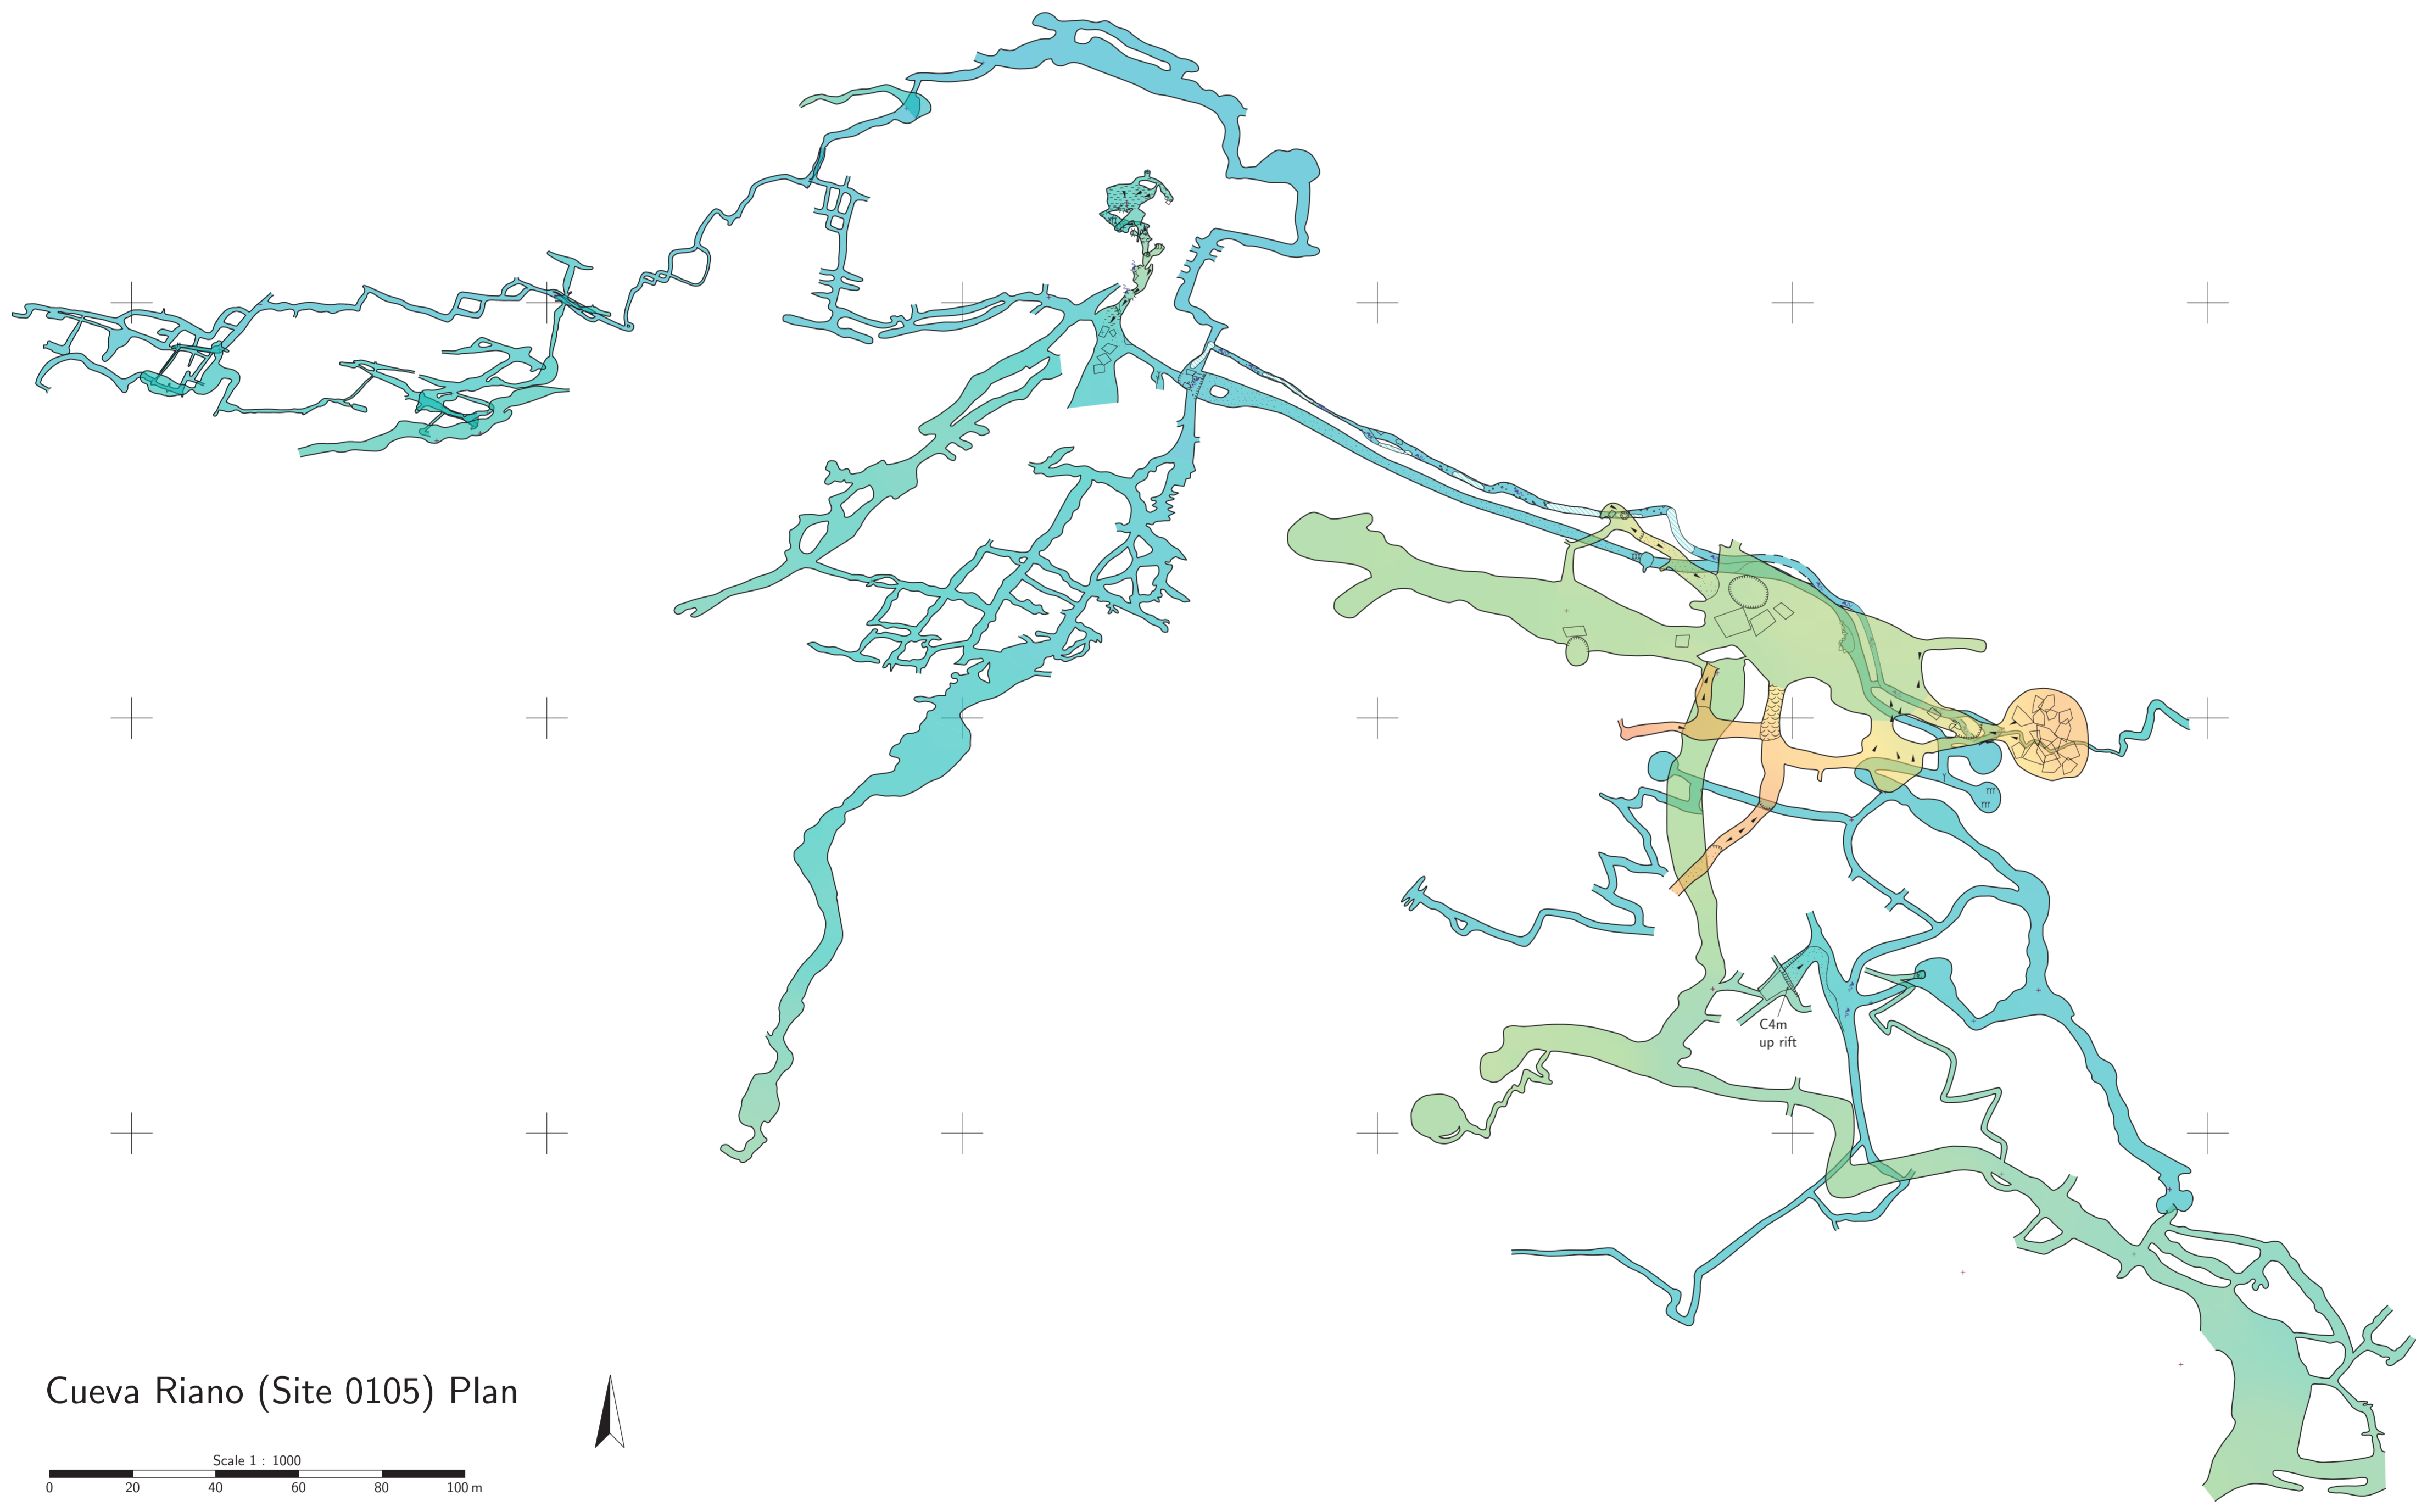 C4m
up rift
Cueva Riano (Site 0105) Plan
Scale 1 : 1000
0 20 40 60 80 100 m